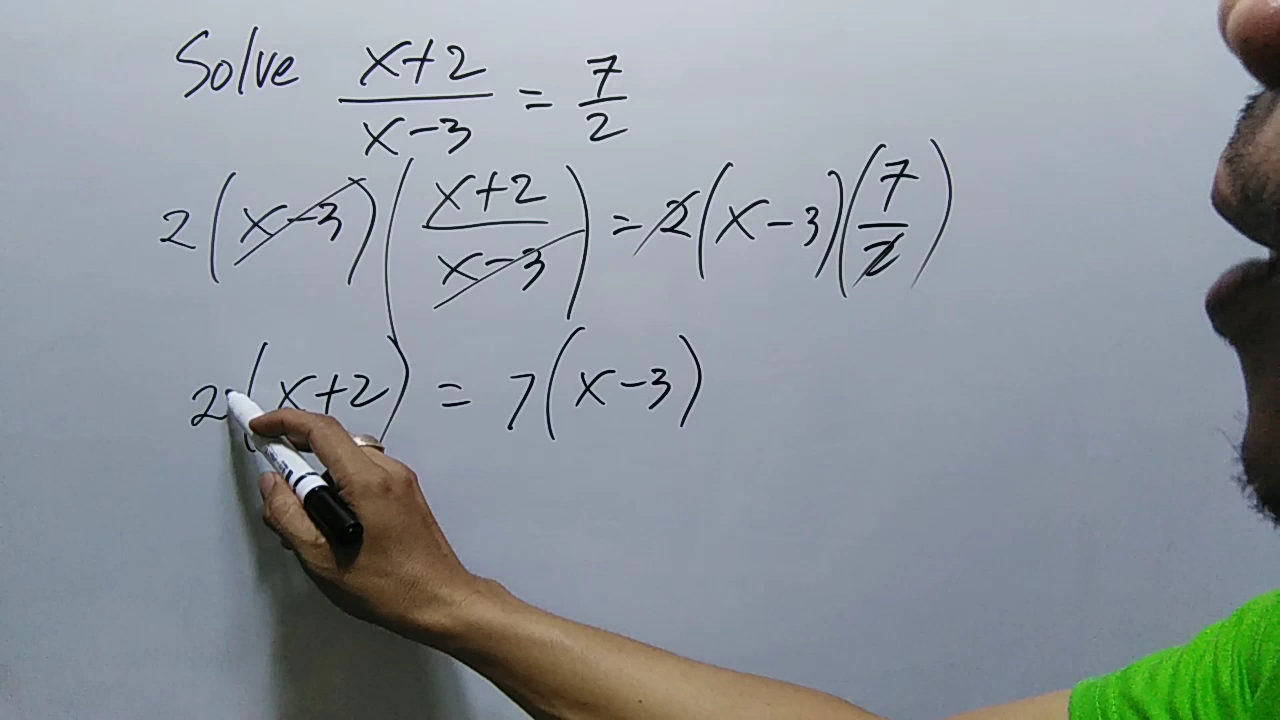 Solve (x+2)/(x-3) = 7/2
2(x-3)((x+2)/(x-3)) = 2(x-3)(7/2)
2(x+2) = 7(x-3)